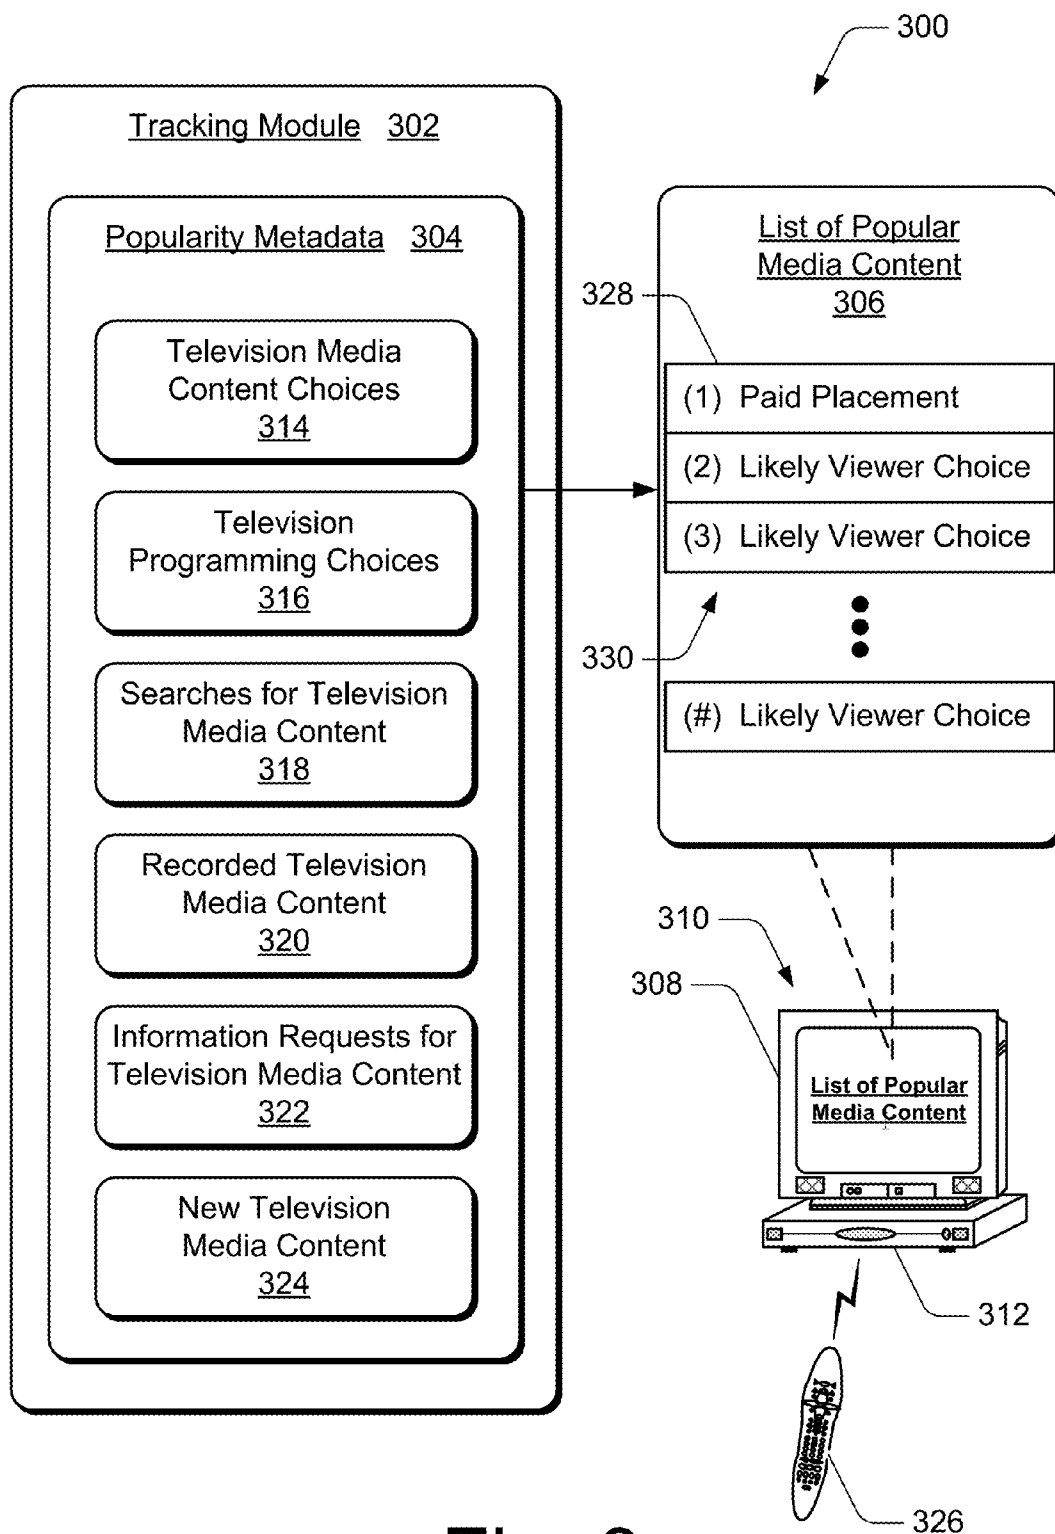 300
Tracking Module 302
Popularity Metadata 304
Television Media
Content Choices
314
Television
Programming Choices
316
Searches for Television
Media Content
318
Recorded Television
Media Content
320
Information Requests for
Television Media Content
322
New Television
Media Content
324
List of Popular
Media Content
306
328
(1) Paid Placement
(2) Likely Viewer Choice
(3) Likely Viewer Choice
330
(#) Likely Viewer Choice
310
308
List of Popular
Media Content
312
326